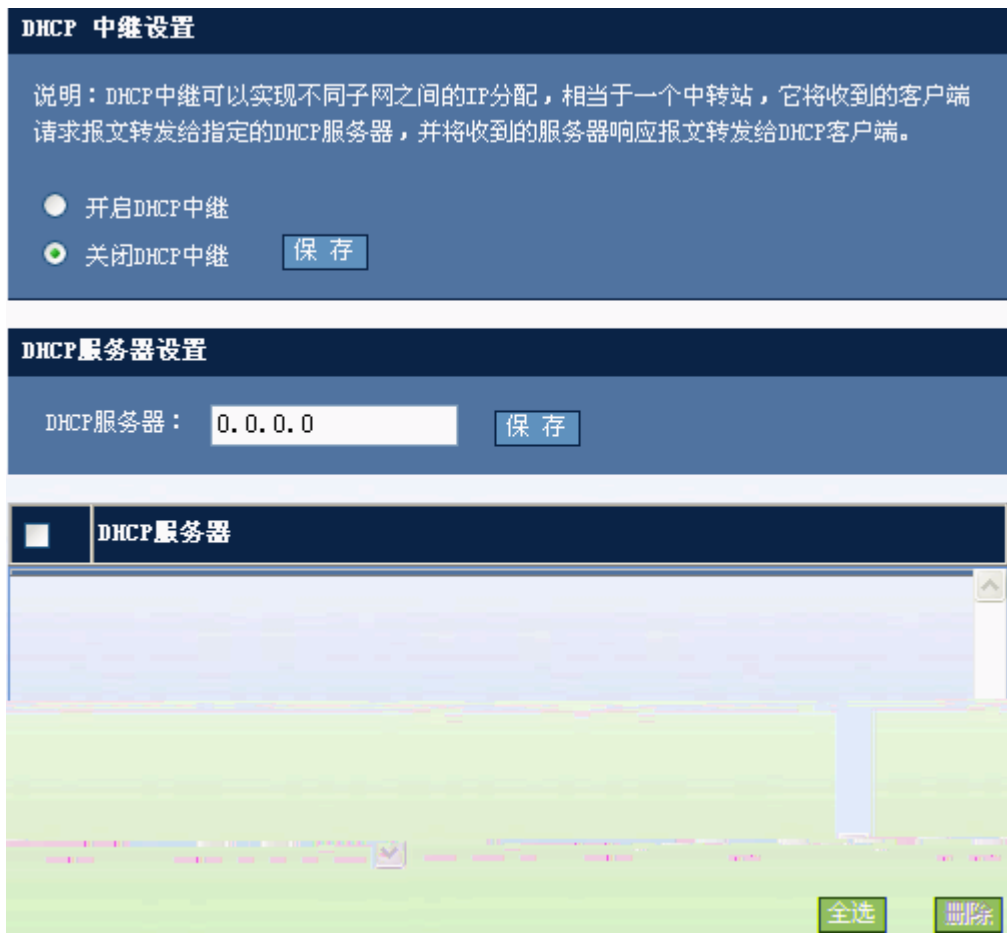 DHCP 中继设置
说明：DHCP中继可以实现不同子网之间的IP分配，相当于一个中转站，它将收到的客户端
请求报文转发给指定的DHCP服务器，并将收到的服务器响应报文转发给DHCP客户端。
开启DHCP中继
关闭DHCP中继 保 存
DHCP服务器设置
DHCP服务器： 0.0.0.0 保 存
DHCP服务器
全选 删除